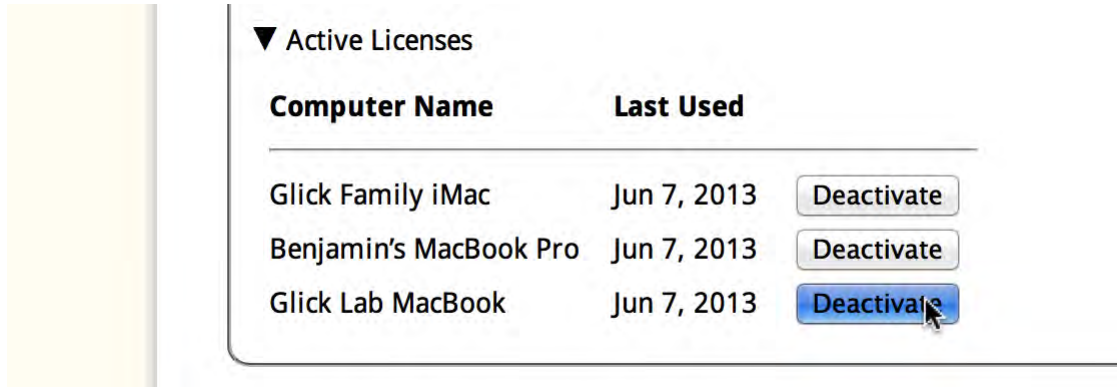 ▼ Active Licenses
Computer Name Last Used
Glick Family iMac Jun 7, 2013 Deactivate
Benjamin’s MacBook Pro Jun 7, 2013 Deactivate
Glick Lab MacBook Jun 7, 2013 Deactivate